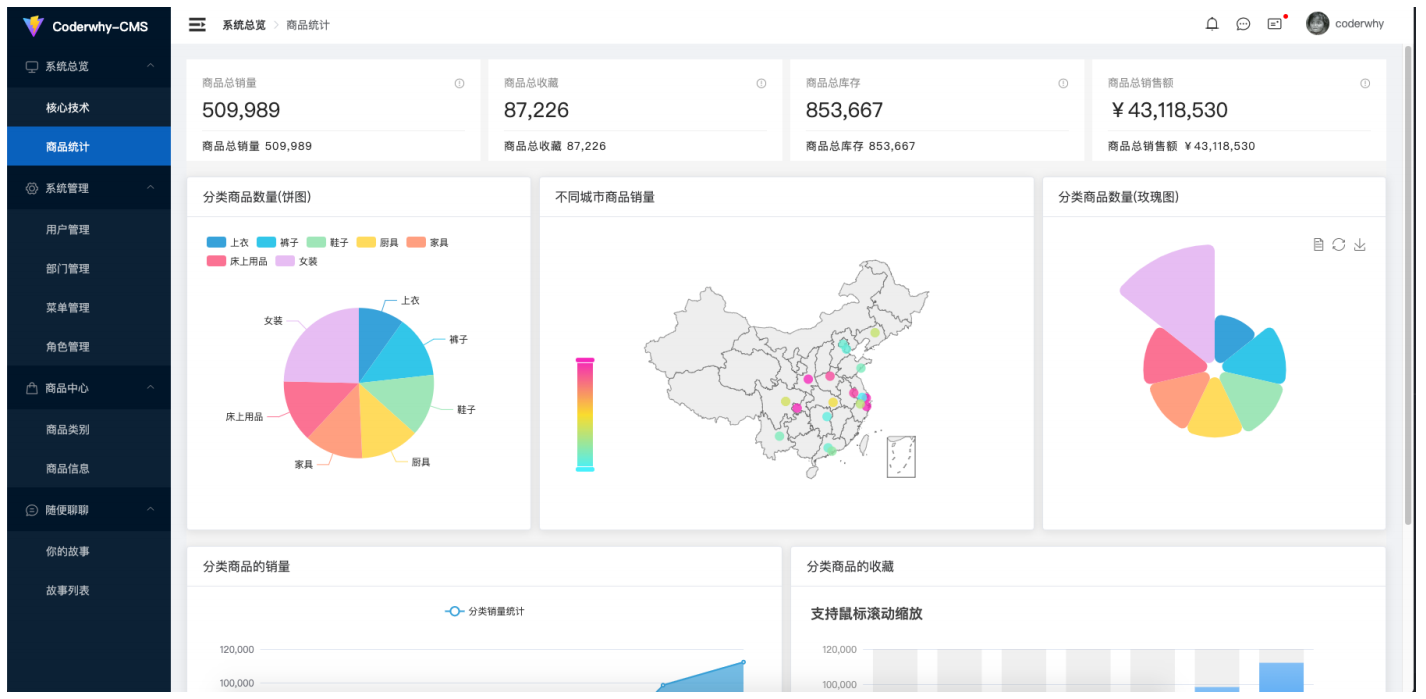 Coderwhy-CMS
系统总览
核心技术
商品统计
系统管理
用户管理
部门管理
菜单管理
角色管理
商品中心
商品类别
商品信息
随便聊聊
你的故事
故事列表
系统总览 > 商品统计
coderwhy
商品总销量
509,989
商品总销量 509,989
商品总收藏
87,226
商品总收藏 87,226
商品总库存
853,667
商品总库存 853,667
商品总销售额
¥43,118,530
商品总销售额 ¥43,118,530
分类商品数量(饼图)
上衣 裤子 鞋子 厨具 家具
床上用品 女装
上衣
女装
裤子
鞋子
床上用品
厨具
家具
不同城市商品销量
分类商品数量(玫瑰图)
分类商品的销量
分类销量统计
120,000
100,000
分类商品的收藏
支持鼠标滚动缩放
120,000
100,000